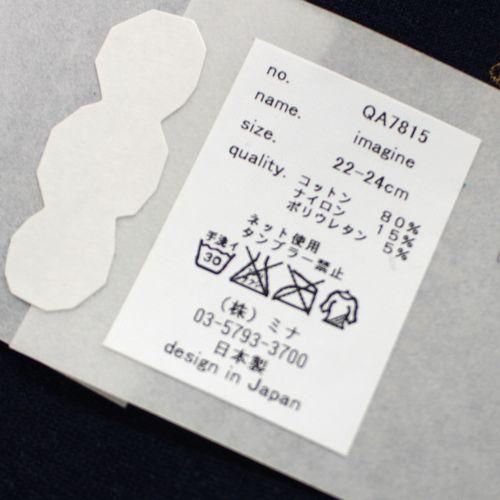 no. QA7815
name. imagine
size. 22-24cm
quality. コットン 80%
ナイロン 15%
ポリウレタン 5%
ネット使用
タンブラー禁止
手洗イ
30
(株) ミナ
03-5793-3700
日本製
design in Japan